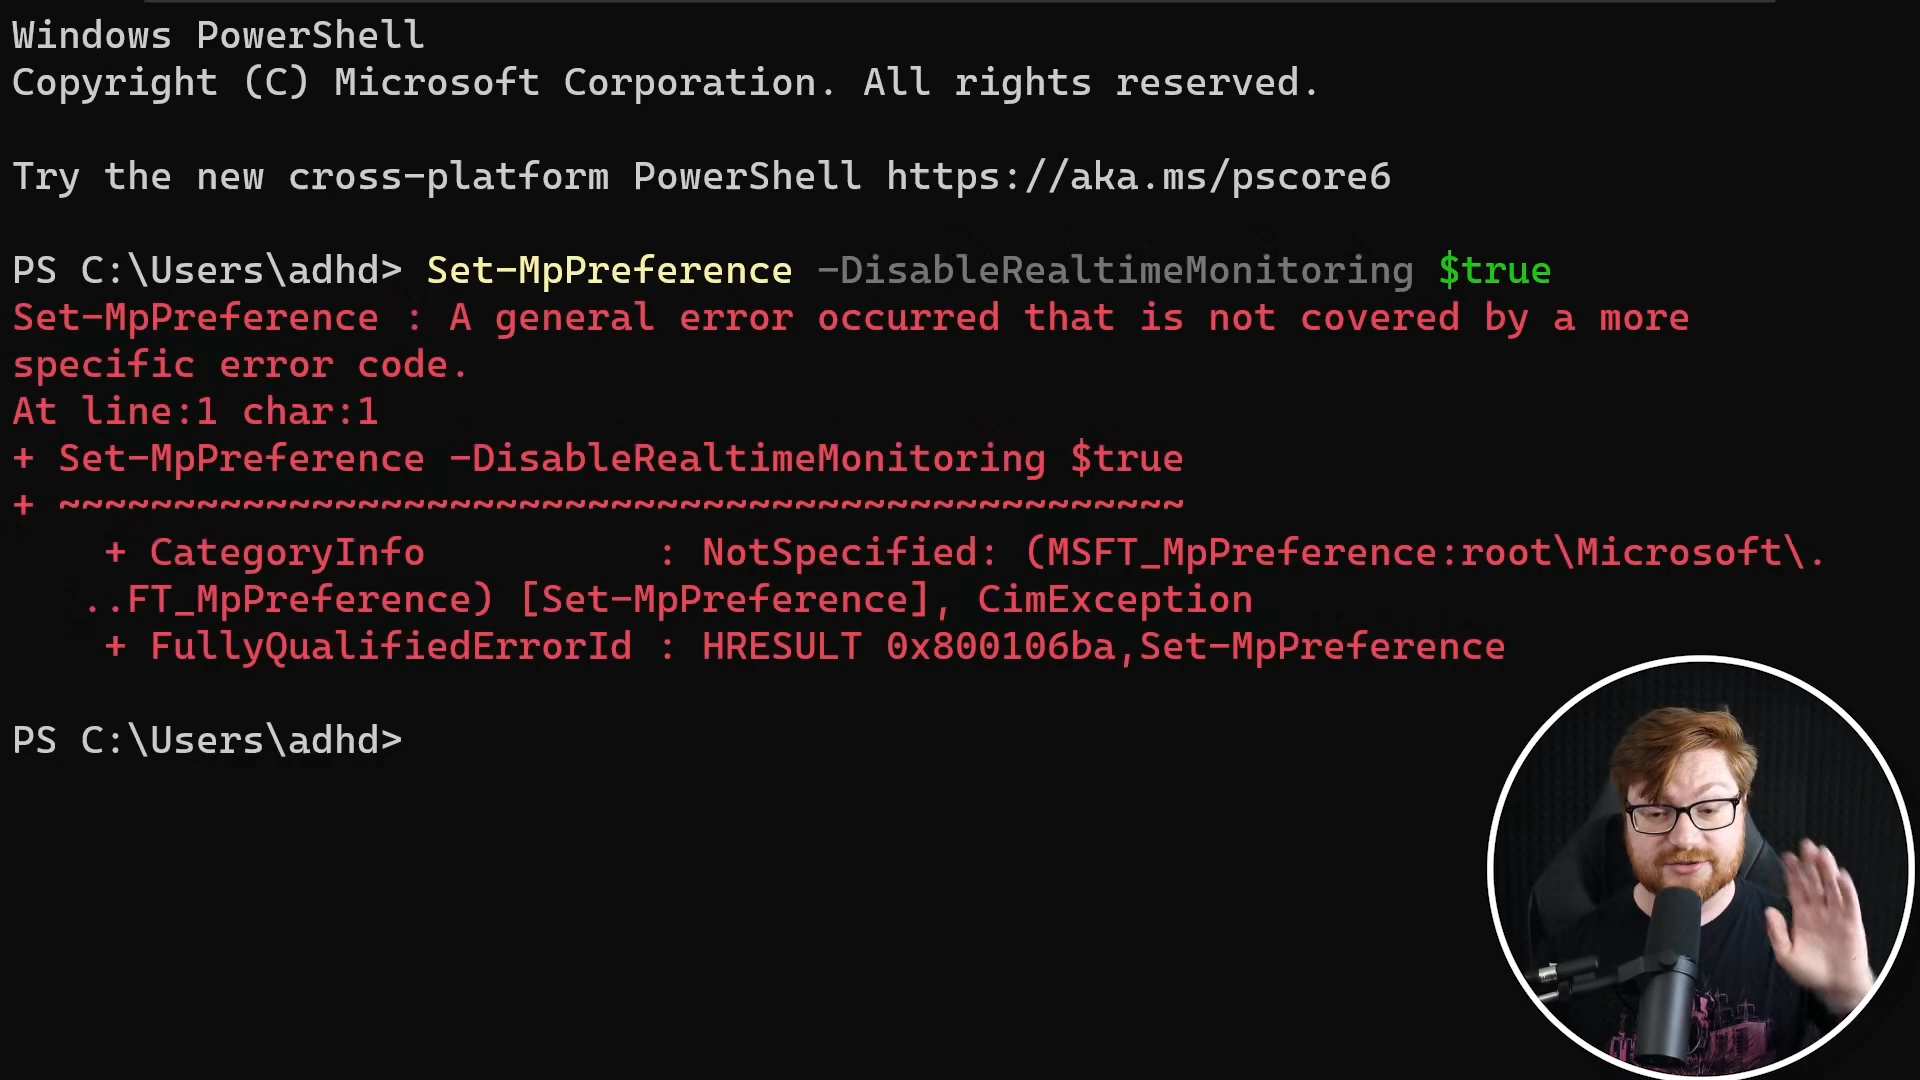 Windows PowerShell
Copyright (C) Microsoft Corporation. All rights reserved.
Try the new cross-platform PowerShell https://aka.ms/pscore6
PS C:\Users\adhd> Set-MpPreference -DisableRealtimeMonitoring $true
Set-MpPreference : A general error occurred that is not covered by a more
specific error code.
At line:1 char:1
+ Set-MpPreference -DisableRealtimeMonitoring $true
+ ~~~~~~~~~~~~~~~~~~~~~~~~~~~~~~~~~~~~~~~~~~~~~~~~~
    + CategoryInfo          : NotSpecified: (MSFT_MpPreference:root\Microsoft\.
   ..FT_MpPreference) [Set-MpPreference], CimException
    + FullyQualifiedErrorId : HRESULT 0x800106ba,Set-MpPreference
PS C:\Users\adhd>